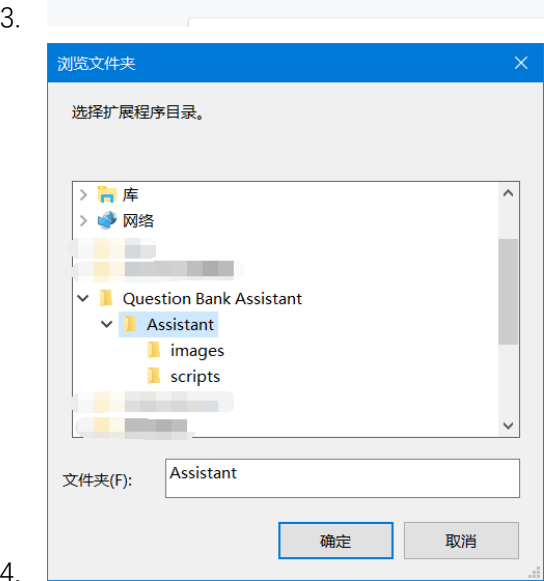 3.
浏览文件夹
选择扩展程序目录。
库
网络
Question Bank Assistant
Assistant
images
scripts
文件夹(F):
Assistant
确定
取消
4.